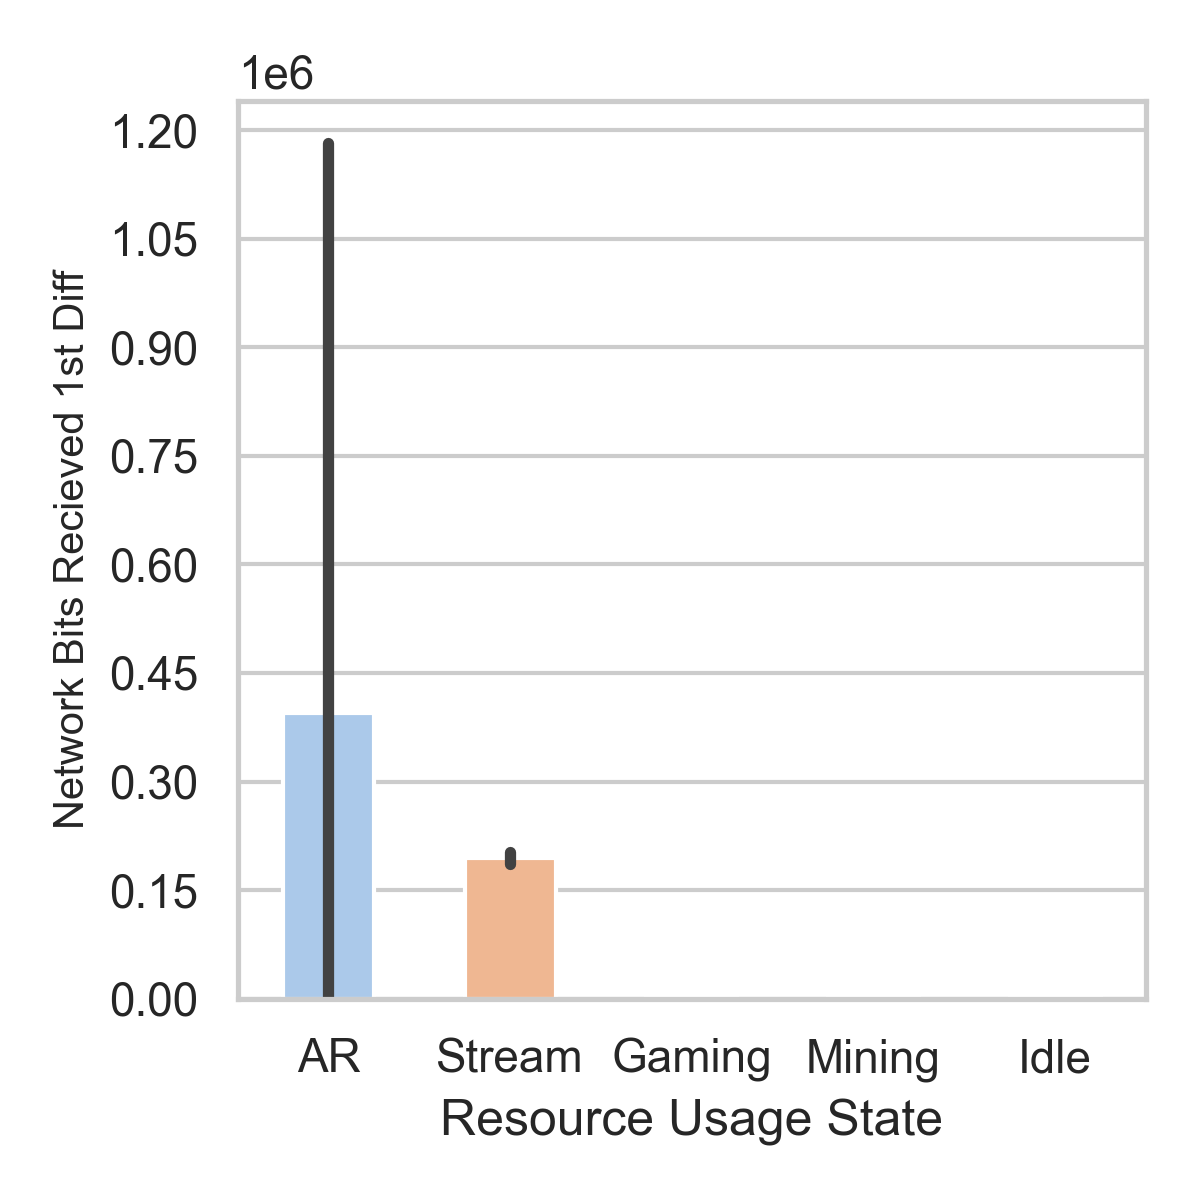 1e6
1.20
1.05
0.90
0.75
0.60
0.45
0.30
0.15
0.00
Network Bits Recieved 1st Diff
AR Stream Gaming Mining Idle
Resource Usage State